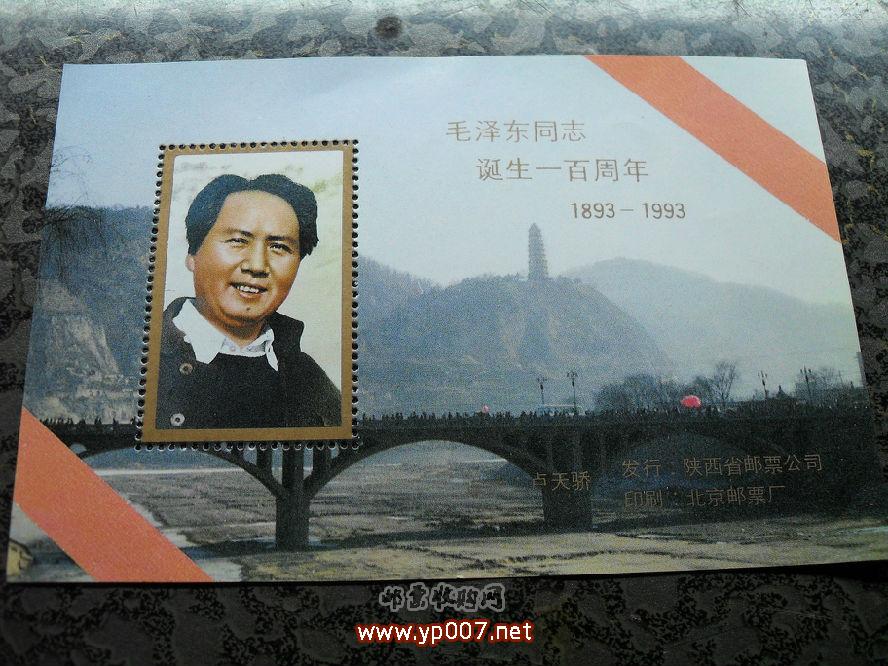 毛泽东同志
诞生一百周年
1893-1993
卢天骄 发行：陕西省邮票公司
印刷：北京邮票厂
邮票收购网
www.yp007.net